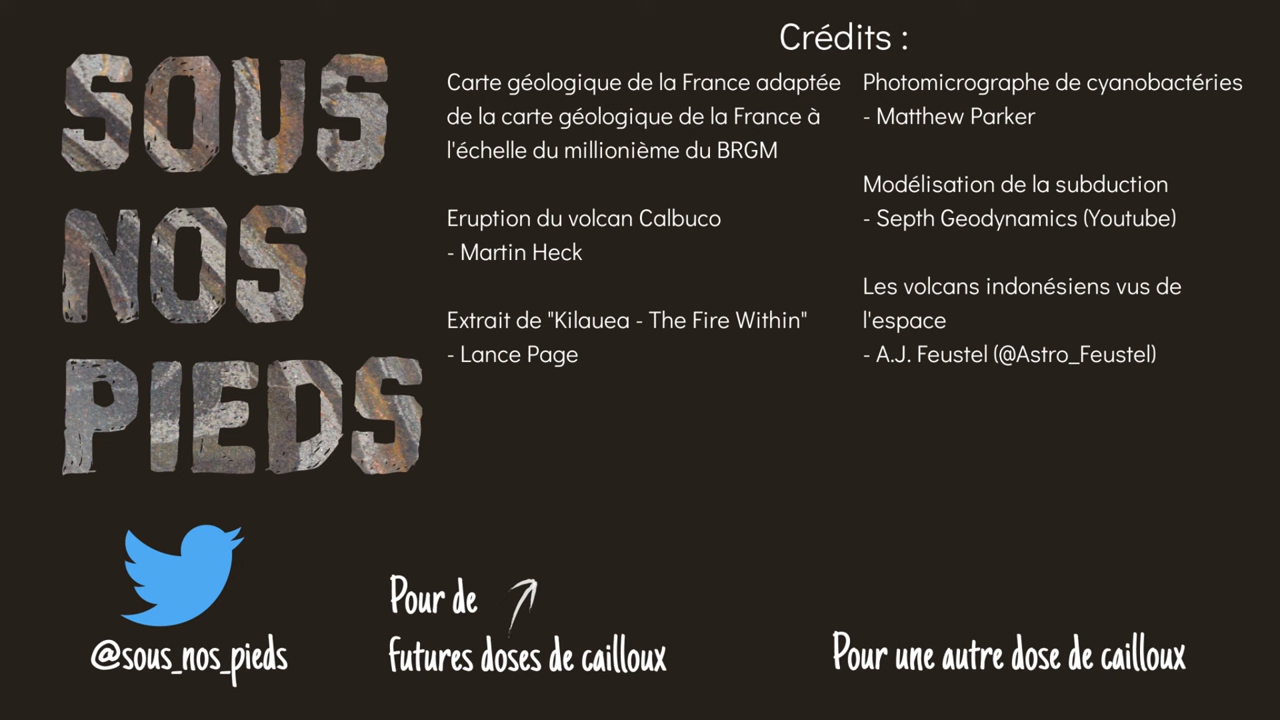 SOUS
NOS
PIEDS
Crédits :
Carte géologique de la France adaptée
de la carte géologique de la France à
l'échelle du millionième du BRGM
Eruption du volcan Calbuco
- Martin Heck
Extrait de "Kilauea - The Fire Within"
- Lance Page
Photomicrographe de cyanobactéries
- Matthew Parker
Modélisation de la subduction
- Septh Geodynamics (Youtube)
Les volcans indonésiens vus de
l'espace
- A.J. Feustel (@Astro_Feustel)
@sous_nos_pieds
Pour de
futures doses de cailloux
Pour une autre dose de cailloux